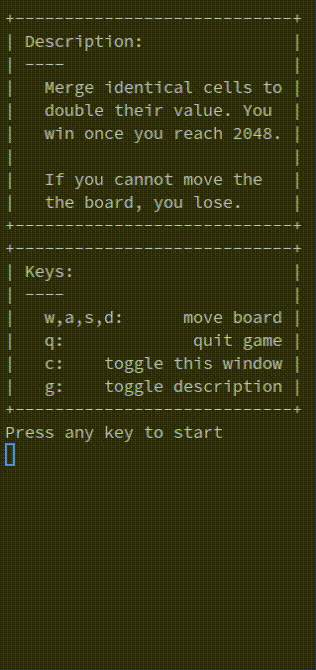 +----------------------------+
| Description:               |
| ----                       |
|   Merge identical cells to |
|   double their value. You  |
|   win once you reach 2048. |
|                            |
|   If you cannot move the   |
|   the board, you lose.     |
+----------------------------+
+----------------------------+
| Keys:                      |
| ----                       |
|   w,a,s,d:      move board |
|   q:             quit game |
|   c:    toggle this window |
|   g:    toggle description |
+----------------------------+
Press any key to start